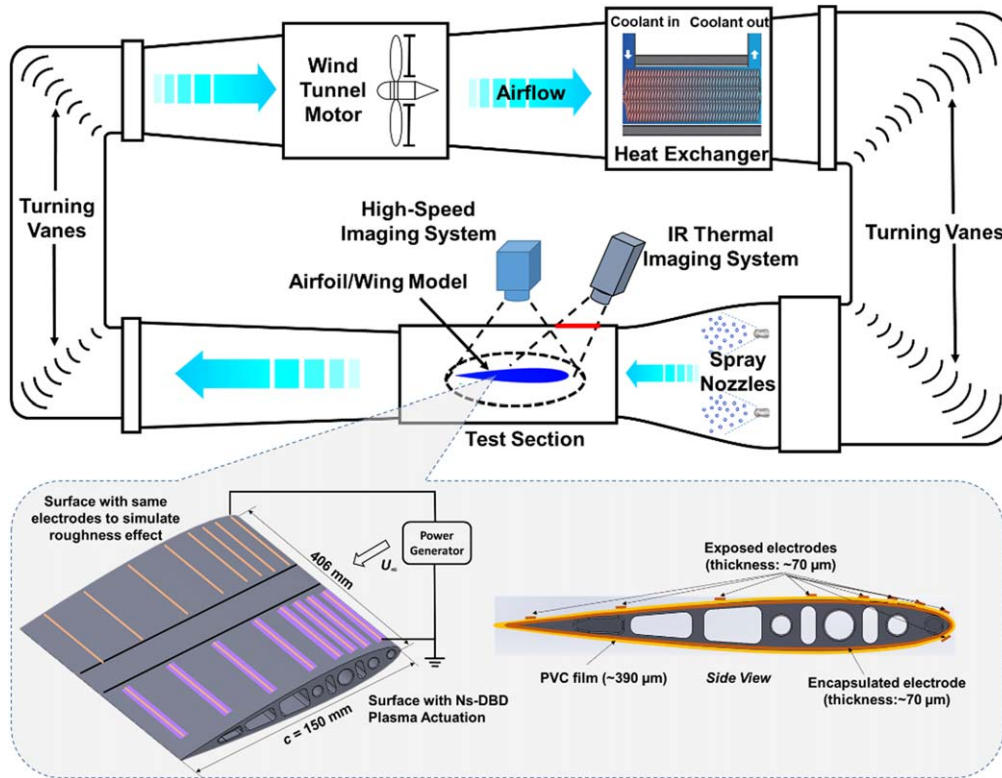 Coolant in
Coolant out
Wind
Tunnel
Motor
Airflow
Heat Exchanger
Turning
Vanes
High-Speed
Imaging System
IR Thermal
Imaging System
Turning Vanes
Airfoil/Wing Model
Spray
Nozzles
Test Section
Surface with same
electrodes to simulate
roughness effect
Power
Generator
U∞
406 mm
Exposed electrodes
(thickness: ~70 µm)
PVC film (~390 µm)
Side View
Encapsulated electrode
(thickness:~70 µm)
Surface with Ns-DBD
Plasma Actuation
c = 150 mm